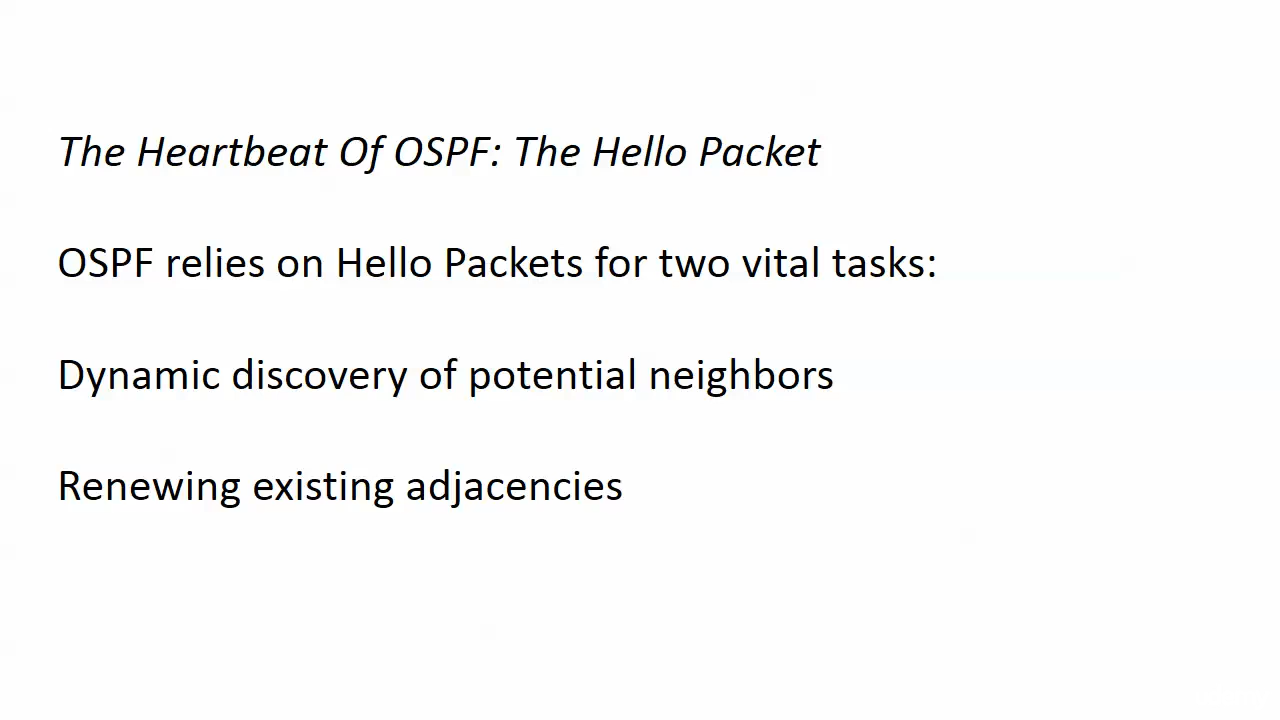 The Heartbeat Of OSPF: The Hello Packet
OSPF relies on Hello Packets for two vital tasks:
Dynamic discovery of potential neighbors
Renewing existing adjacencies